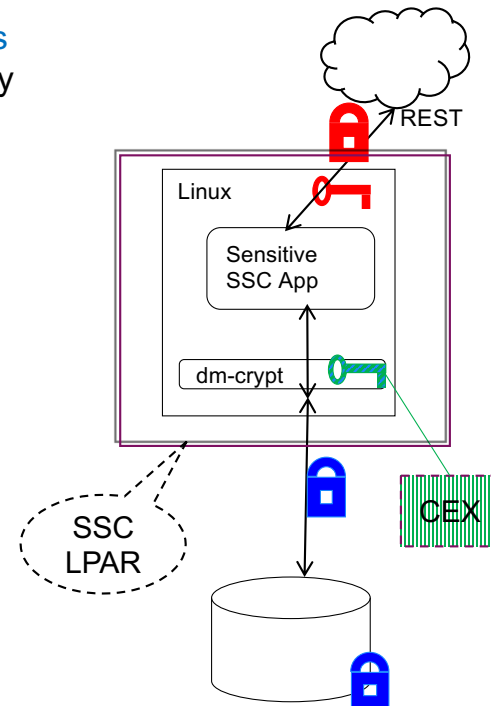 s
y
REST
Linux
Sensitive
SSC App
dm-crypt
CEX
SSC
LPAR